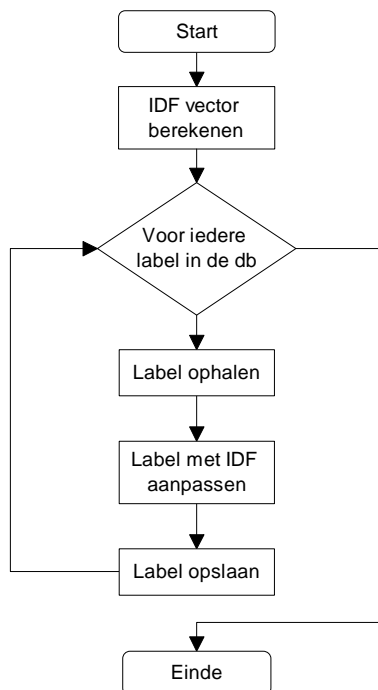 Start
IDF vector
berekenen
Voor iedere
label in de db
Label ophalen
Label met IDF
aanpassen
Label opslaan
Einde